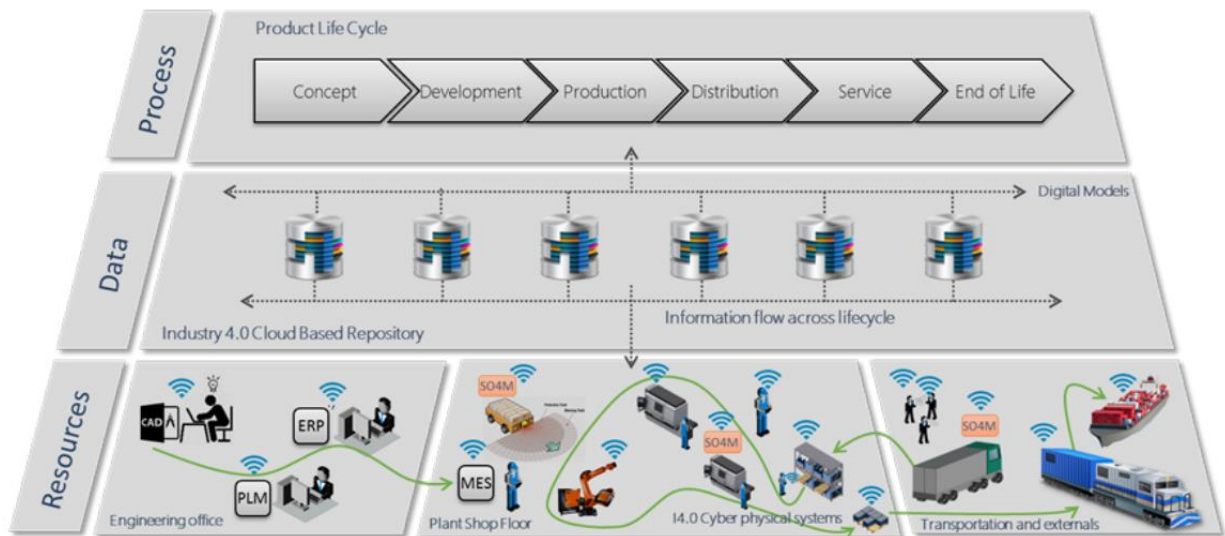 Process
Product Life Cycle
Concept
Development
Production
Distribution
Service
End of Life
Data
Digital Models
Information flow across lifecycle
Industry 4.0 Cloud Based Repository
Resources
CAD
ERP
PLM
Engineering office
SO4M
MES
SO4M
Plant Shop Floor
I4.0 Cyber physical systems
SO4M
Transportation and externals